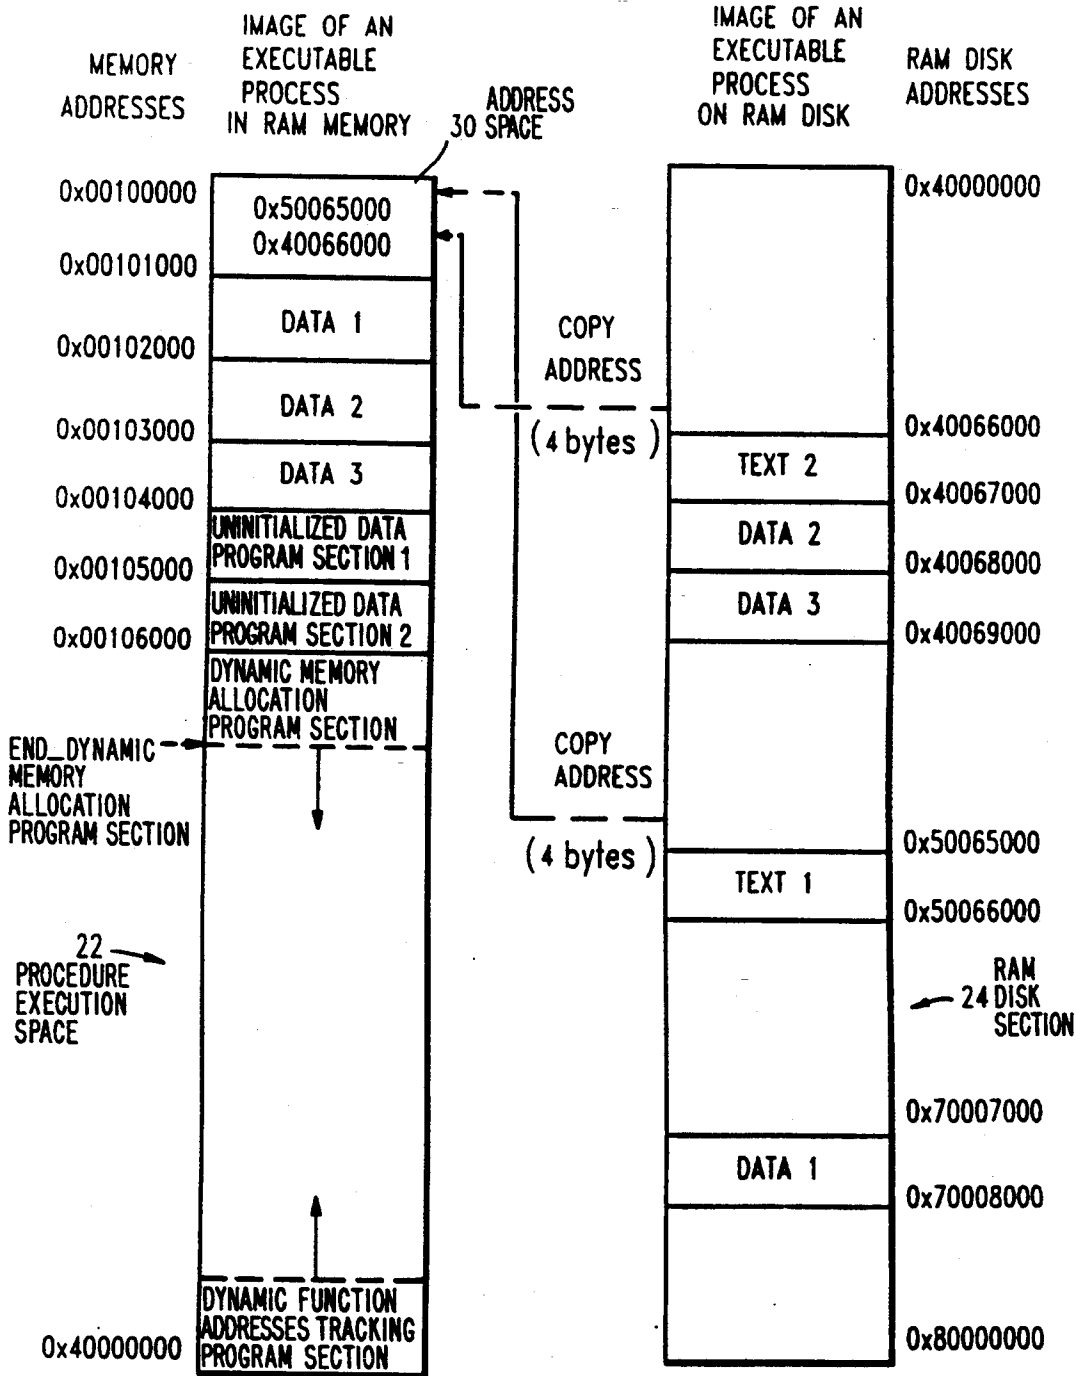 MEMORY
ADDRESSES
IMAGE OF AN
EXECUTABLE
PROCESS
IN RAM MEMORY
ADDRESS
30 SPACE
IMAGE OF AN
EXECUTABLE
PROCESS
ON RAM DISK
RAM DISK
ADDRESSES
0x00100000
0x00101000
0x00102000
0x00103000
0x00104000
0x00105000
0x00106000
END_DYNAMIC
MEMORY
ALLOCATION
PROGRAM SECTION
22
PROCEDURE
EXECUTION
SPACE
0x40000000
0x50065000
0x40066000
DATA 1
DATA 2
DATA 3
UNINITIALIZED DATA
PROGRAM SECTION 1
UNINITIALIZED DATA
PROGRAM SECTION 2
DYNAMIC MEMORY
ALLOCATION
PROGRAM SECTION
DYNAMIC FUNCTION
ADDRESSES TRACKING
PROGRAM SECTION
COPY
ADDRESS
(4 bytes)
COPY
ADDRESS
(4 bytes)
TEXT 2
DATA 2
DATA 3
TEXT 1
DATA 1
0x40000000
0x40066000
0x40067000
0x40068000
0x40069000
0x50065000
0x50066000
24 RAM
DISK
SECTION
0x70007000
0x70008000
0x80000000